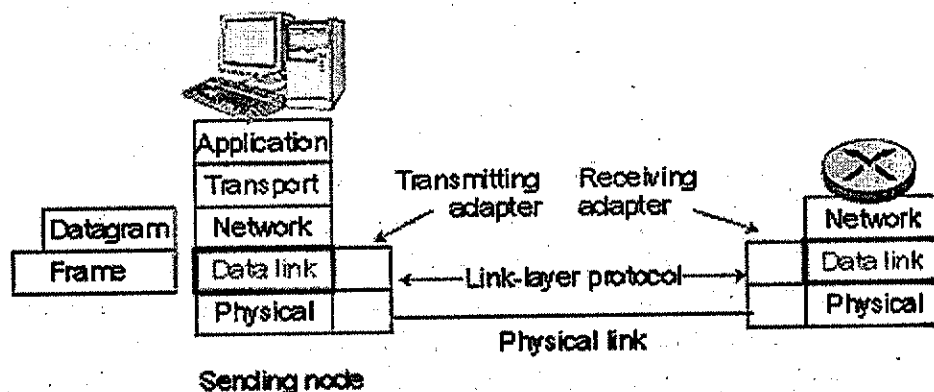 Application
Transport
Network
Data link
Physical
Datagram
Frame
Transmitting
adapter
Receiving
adapter
Link-layer protocol
Physical link
Network
Data link
Physical
Sending node